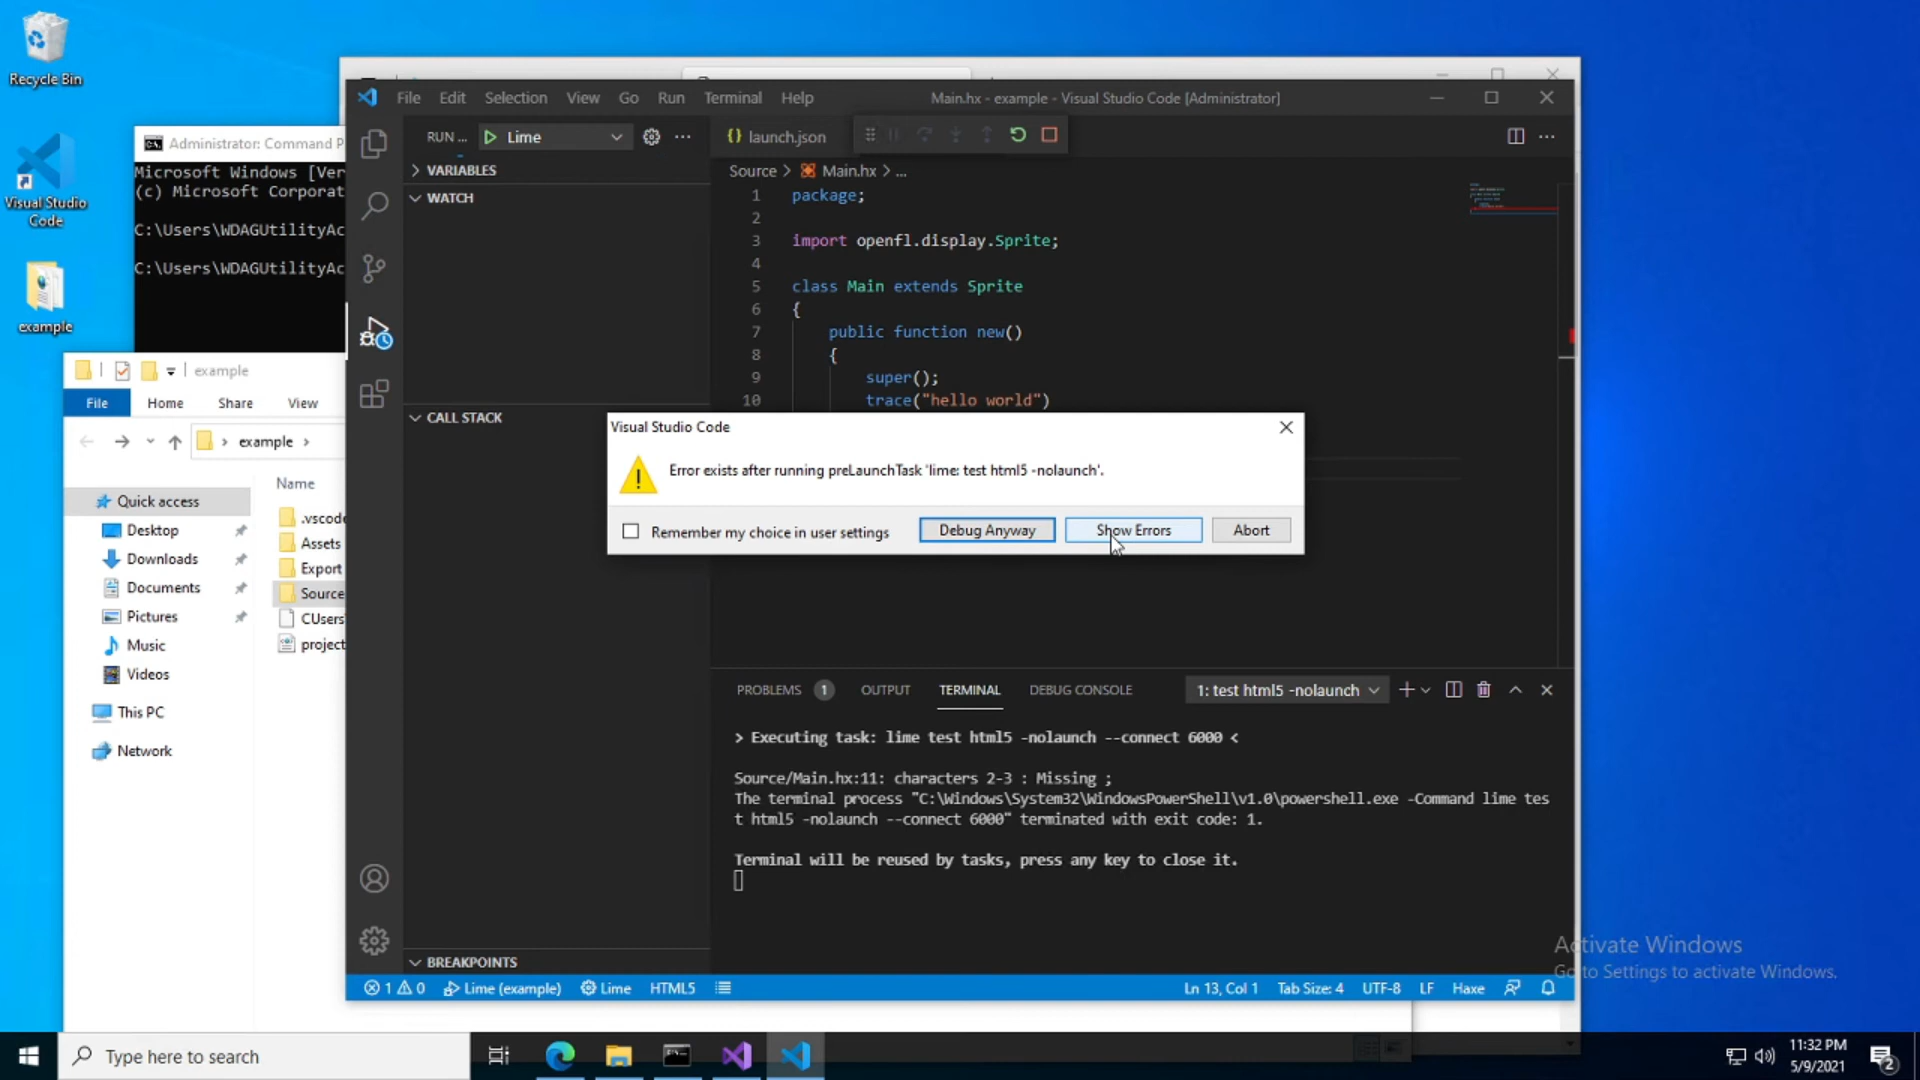 Recycle Bin
Visual Studio
Code
example
Administrator: Command P
Microsoft Windows [Ver
(c) Microsoft Corporat
C:\Users\WDAGUtilityAc
C:\Users\WDAGUtilityAc
example
File
Home
Share
View
example
Name
Quick access
Desktop
Downloads
Documents
Pictures
Music
Videos
This PC
Network
.vscode
Assets
Export
Source
CUsers
project
File
Edit
Selection
View
Go
Run
Terminal
Help
Main.hx - example - Visual Studio Code [Administrator]
RUN ...
Lime
launch.json
VARIABLES
WATCH
CALL STACK
BREAKPOINTS
Source > Main.hx > ...
1 package;
2
3 import openfl.display.Sprite;
4
5 class Main extends Sprite
6 {
7 public function new()
8 {
9 super();
10 trace("hello world")
Visual Studio Code
Error exists after running preLaunchTask 'lime: test html5 -nolaunch'.
Remember my choice in user settings
Debug Anyway
Show Errors
Abort
PROBLEMS 1
OUTPUT
TERMINAL
DEBUG CONSOLE
1: test html5 -nolaunch
> Executing task: lime test html5 -nolaunch --connect 6000 <
Source/Main.hx:11: characters 2-3 : Missing ;
The terminal process "C:\Windows\System32\WindowsPowerShell\v1.0\powershell.exe -Command lime tes
t html5 -nolaunch --connect 6000" terminated with exit code: 1.
Terminal will be reused by tasks, press any key to close it.
1 0
Lime (example)
Lime
HTML5
Ln 13, Col 1
Tab Size: 4
UTF-8
LF
Haxe
Activate Windows
Go to Settings to activate Windows.
Type here to search
11:32 PM
5/9/2021
2